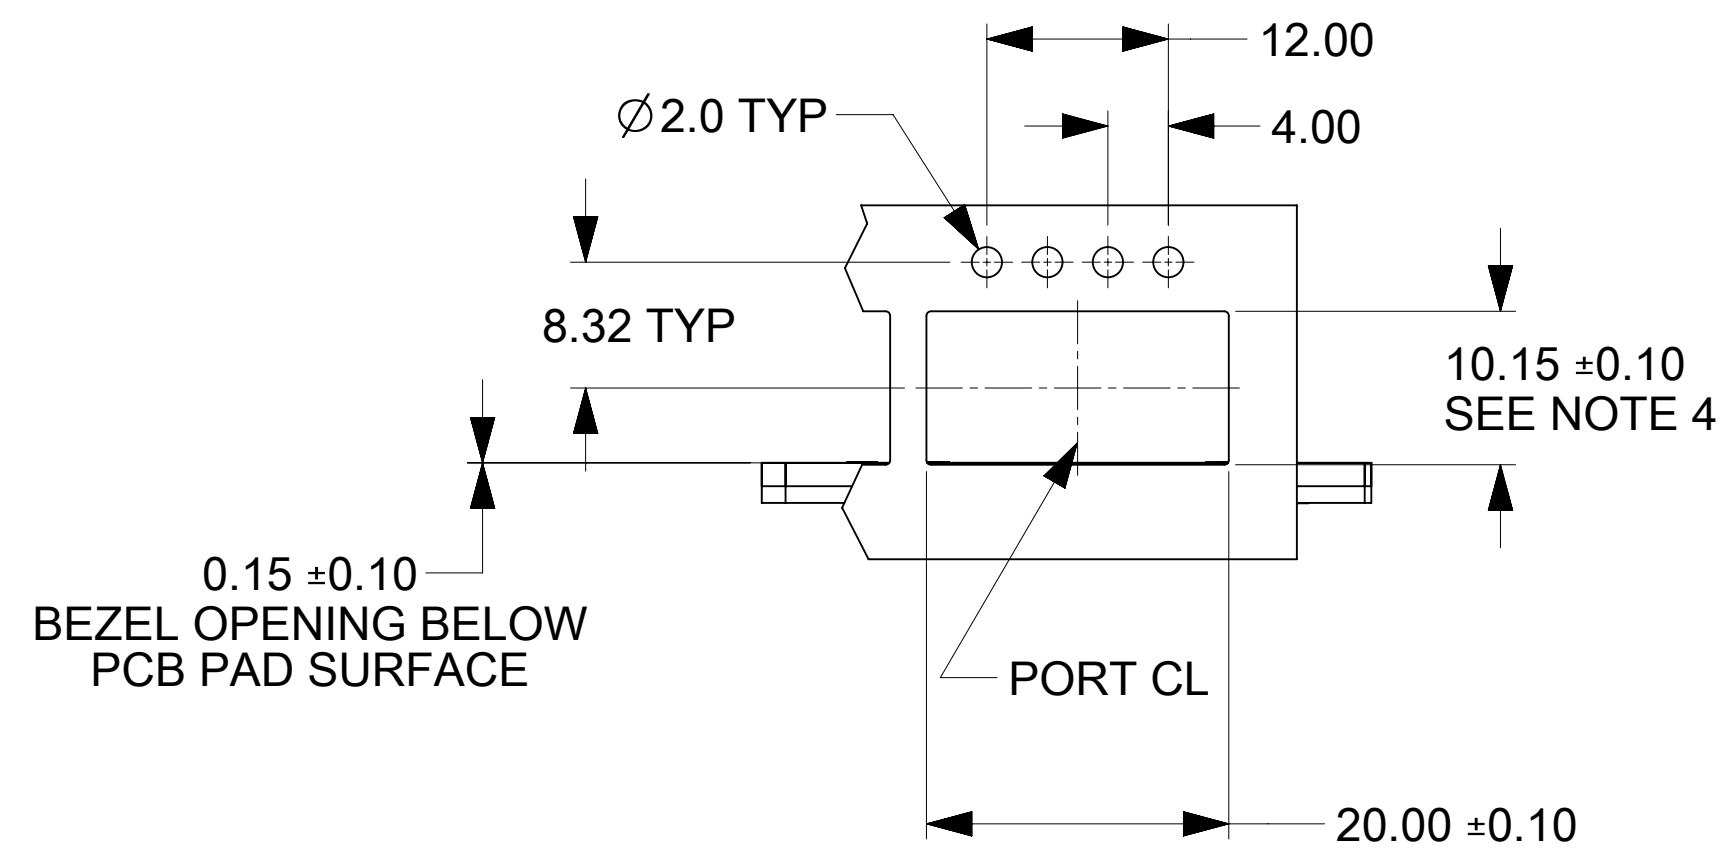 12.00
∅2.0 TYP
4.00
8.32 TYP
10.15 ±0.10
SEE NOTE 4
0.15 ±0.10
BEZEL OPENING BELOW
PCB PAD SURFACE
PORT CL
20.00 ±0.10